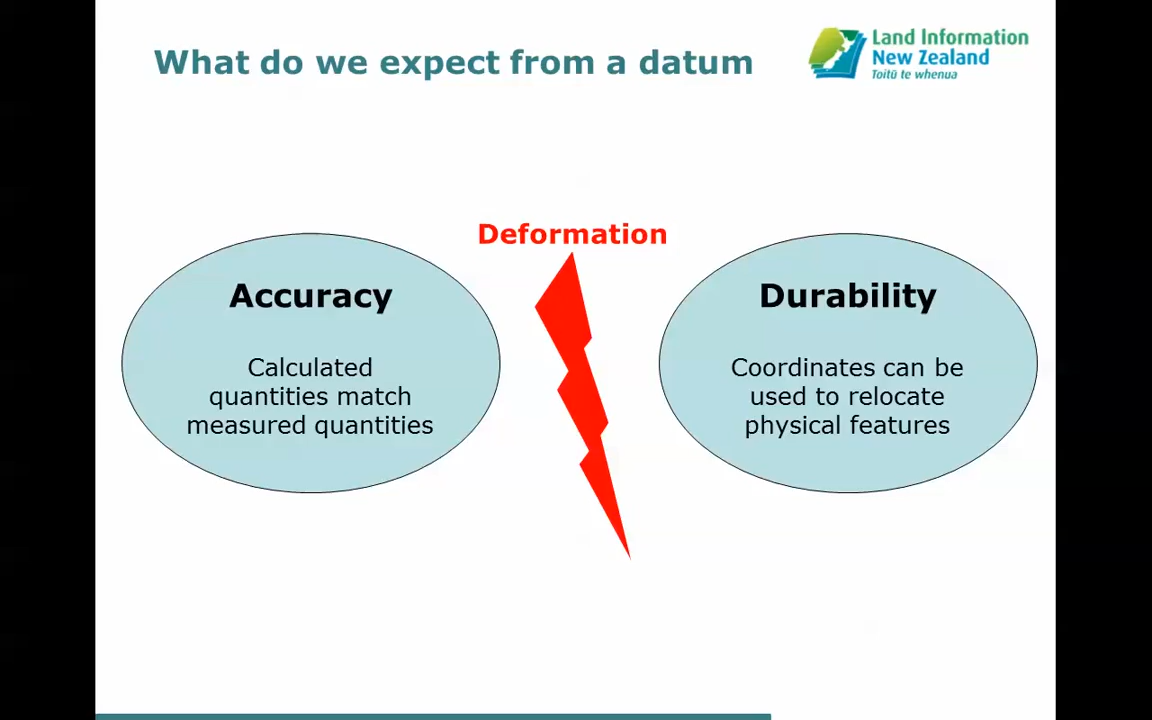 What do we expect from a datum
Land Information
New Zealand
Toitū te whenua
Deformation
Accuracy
Calculated
quantities match
measured quantities
Durability
Coordinates can be
used to relocate
physical features